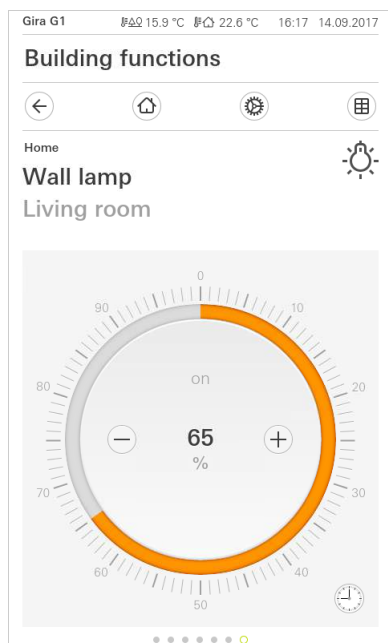 Gira G1 15.9 °C 22.6 °C 16:17 14.09.2017
Building functions
Home
Wall lamp
Living room
0
90 10
on
80 20
65
%
70 30
60 40
50